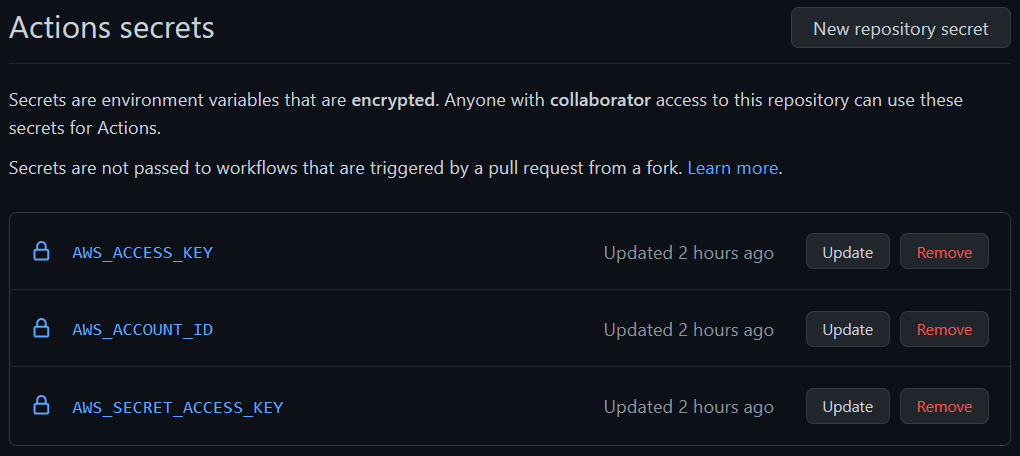 Actions secrets
New repository secret
Secrets are environment variables that are encrypted. Anyone with collaborator access to this repository can use these
secrets for Actions.
Secrets are not passed to workflows that are triggered by a pull request from a fork. Learn more.
AWS_ACCESS_KEY Updated 2 hours ago Update Remove
AWS_ACCOUNT_ID Updated 2 hours ago Update Remove
AWS_SECRET_ACCESS_KEY Updated 2 hours ago Update Remove